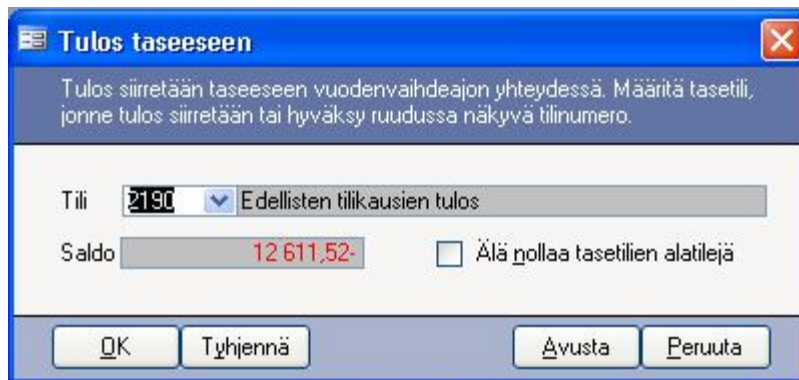 Tulos taseeseen
Tulos siirretään taseeseen vuodenvaihdeajon yhteydessä. Määritä tasetili,
jonne tulos siirretään tai hyväksy ruudussa näkyvä tilinumero.
Tili 2190 Edellisten tilikausien tulos
Saldo 12 611,52- Älä nollaa tasetilien alatilejä
OK Tyhjennä Avusta Peruuta